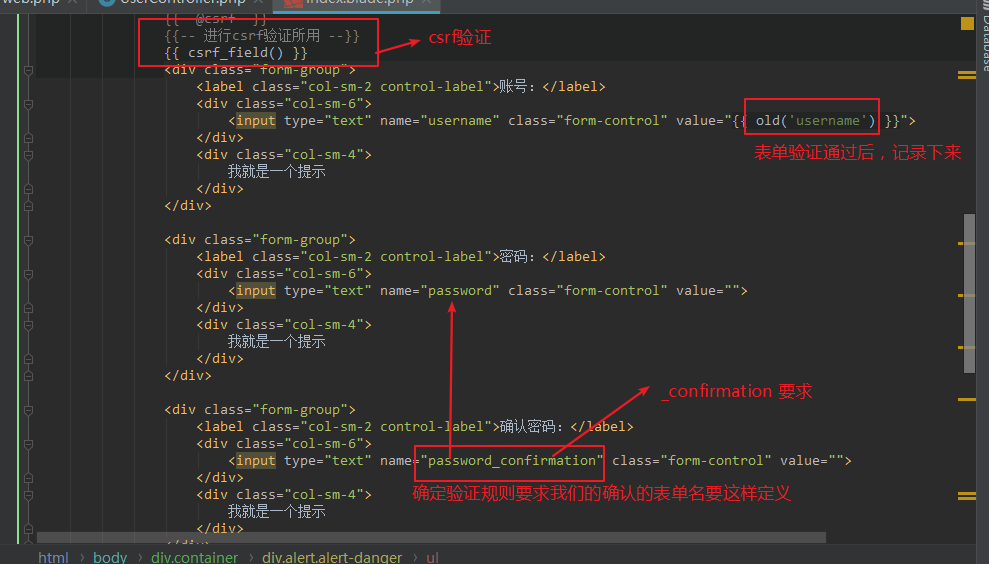 web.php × UserController.php × index.blade.php ×
{{-- @csrf --}}
{{-- 进行csrf验证所用 --}}
{{ csrf_field() }}
csrf验证
<div class="form-group">
<label class="col-sm-2 control-label">账号：</label>
<div class="col-sm-6">
<input type="text" name="username" class="form-control" value="{{ old('username') }}">
</div>
表单验证通过后，记录下来
<div class="col-sm-4">
我就是一个提示
</div>
</div>
<div class="form-group">
<label class="col-sm-2 control-label">密码：</label>
<div class="col-sm-6">
<input type="text" name="password" class="form-control" value="">
</div>
<div class="col-sm-4">
我就是一个提示
</div>
</div>
_confirmation 要求
<div class="form-group">
<label class="col-sm-2 control-label">确认密码：</label>
<div class="col-sm-6">
<input type="text" name="password_confirmation" class="form-control" value="">
</div>
确定验证规则要求我们的确认的表单名要这样定义
<div class="col-sm-4">
我就是一个提示
</div>
</div>
html › body › div.container › div.alert.alert-danger › ul
Database